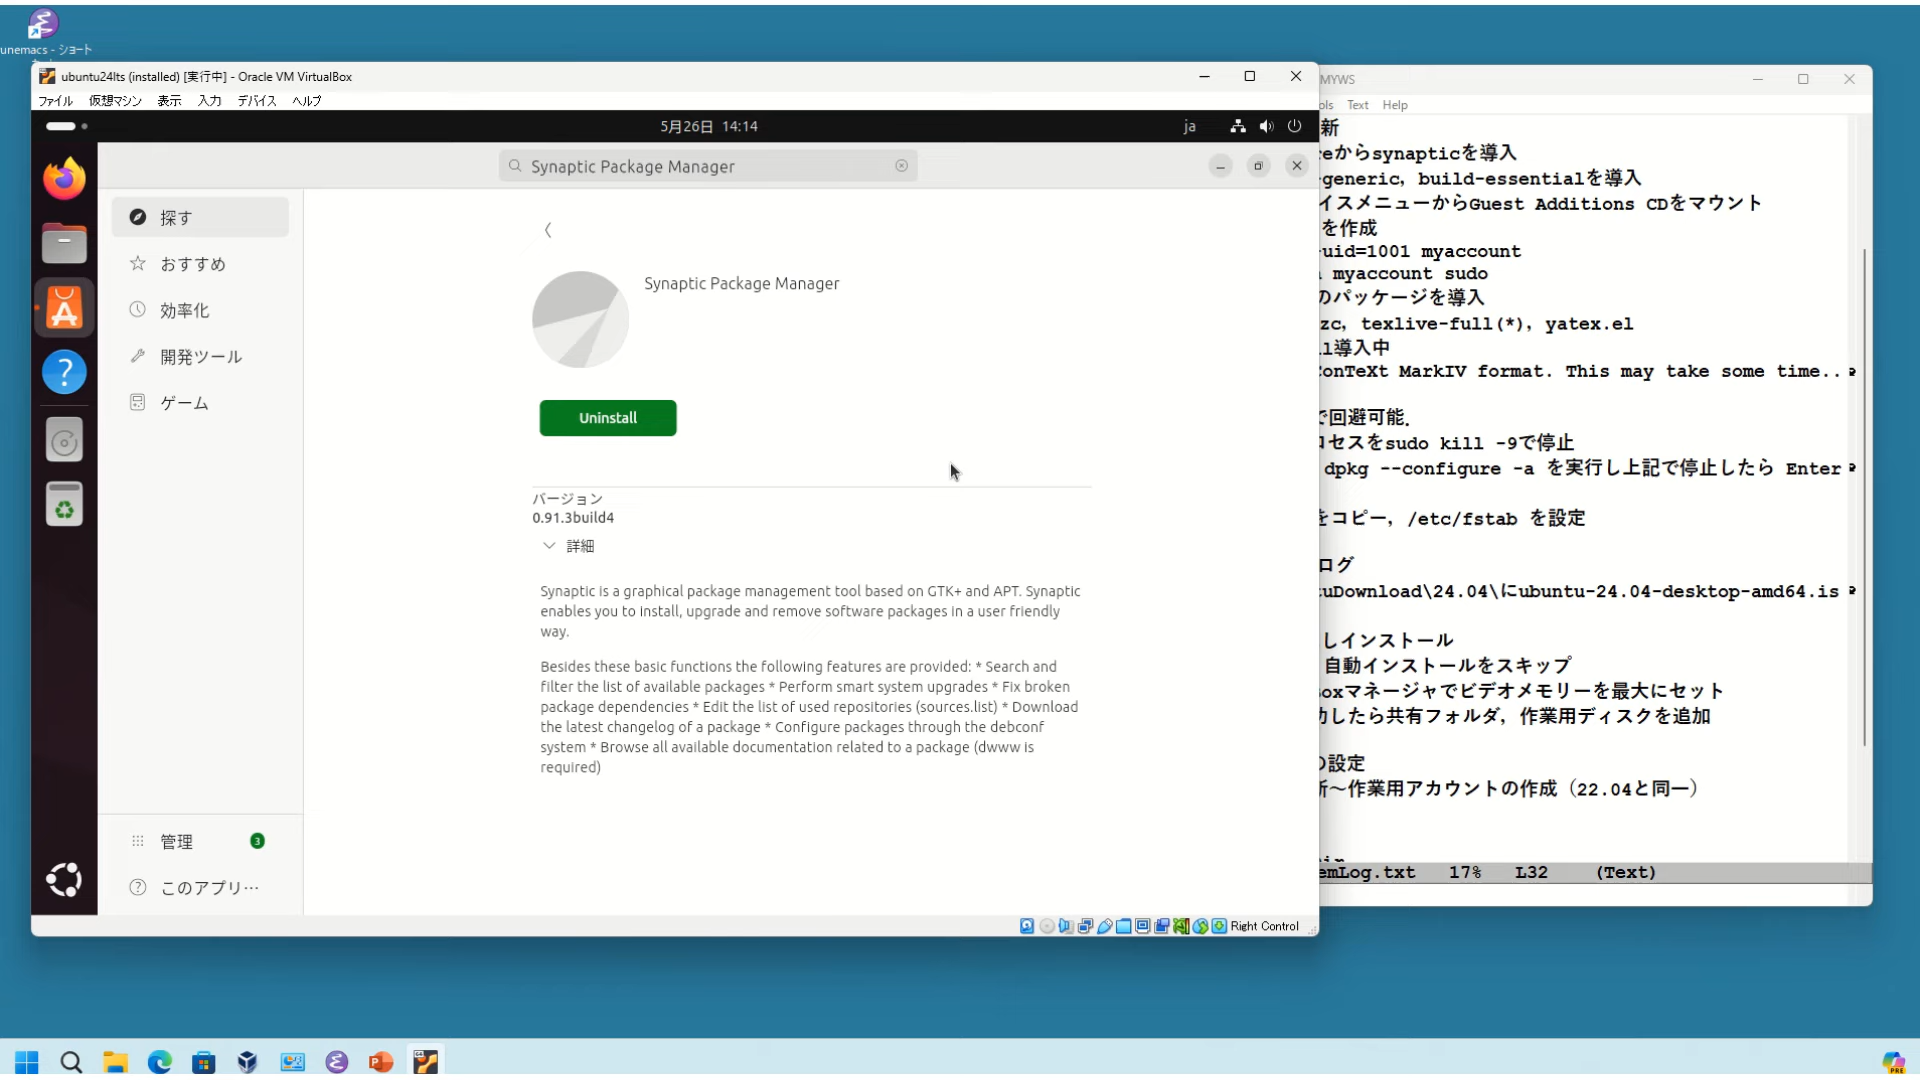 unemacs - ショート
ubuntu24lts (installed) [実行中] - Oracle VM VirtualBox
ファイル 仮想マシン 表示 入力 デバイス ヘルプ
5月26日 14:14
ja
Synaptic Package Manager
探す
おすすめ
効率化
開発ツール
ゲーム
管理
3
このアプリ…
Synaptic Package Manager
Uninstall
バージョン
0.91.3build4
詳細
Synaptic is a graphical package management tool based on GTK+ and APT. Synaptic
enables you to install, upgrade and remove software packages in a user friendly
way.
Besides these basic functions the following features are provided: * Search and
filter the list of available packages * Perform smart system upgrades * Fix broken
package dependencies * Edit the list of used repositories (sources.list) * Download
the latest changelog of a package * Configure packages through the debconf
system * Browse all available documentation related to a package (dwww is
required)
Right Control
MYWS
ols Text Help
新
eからsynapticを導入
-generic, build-essentialを導入
イスメニューからGuest Additions CDをマウント
を作成
uid=1001 myaccount
myaccount sudo
のパッケージを導入
zc, texlive-full(*), yatex.el
ll導入中
ConTeXt MarkIV format. This may take some time..
で回避可能.
ロセスをsudo kill -9で停止
dpkg --configure -a を実行し上記で停止したら Enter
をコピー, /etc/fstab を設定
ログ
tuDownload\24.04\にubuntu-24.04-desktop-amd64.is
しインストール
自動インストールをスキップ
oxマネージャでビデオメモリーを最大にセット
功したら共有フォルダ, 作業用ディスクを追加
の設定
新～作業用アカウントの作成（22.04と同一）
emLog.txt 17% L32 (Text)